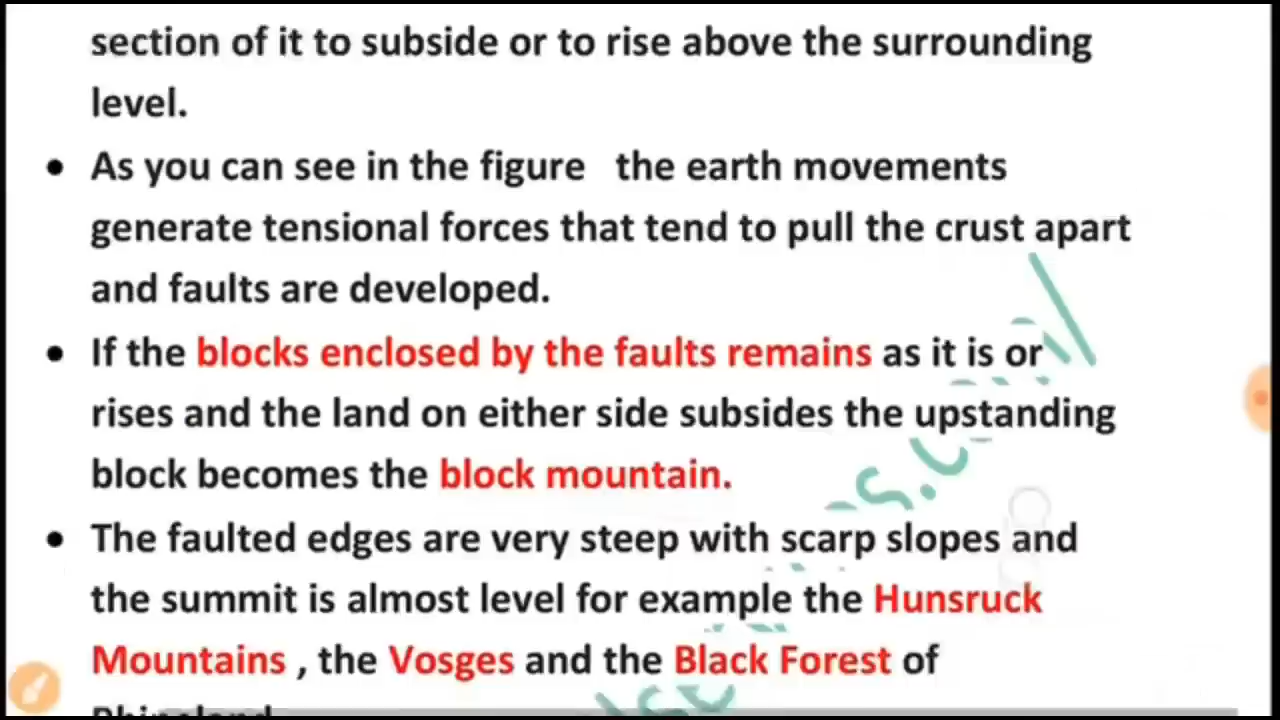 section of it to subside or to rise above the surrounding
level.
• As you can see in the figure the earth movements
generate tensional forces that tend to pull the crust apart
and faults are developed.
• If the blocks enclosed by the faults remains as it is or
rises and the land on either side subsides the upstanding
block becomes the block mountain.
• The faulted edges are very steep with scarp slopes and
the summit is almost level for example the Hunsruck
Mountains , the Vosges and the Black Forest of